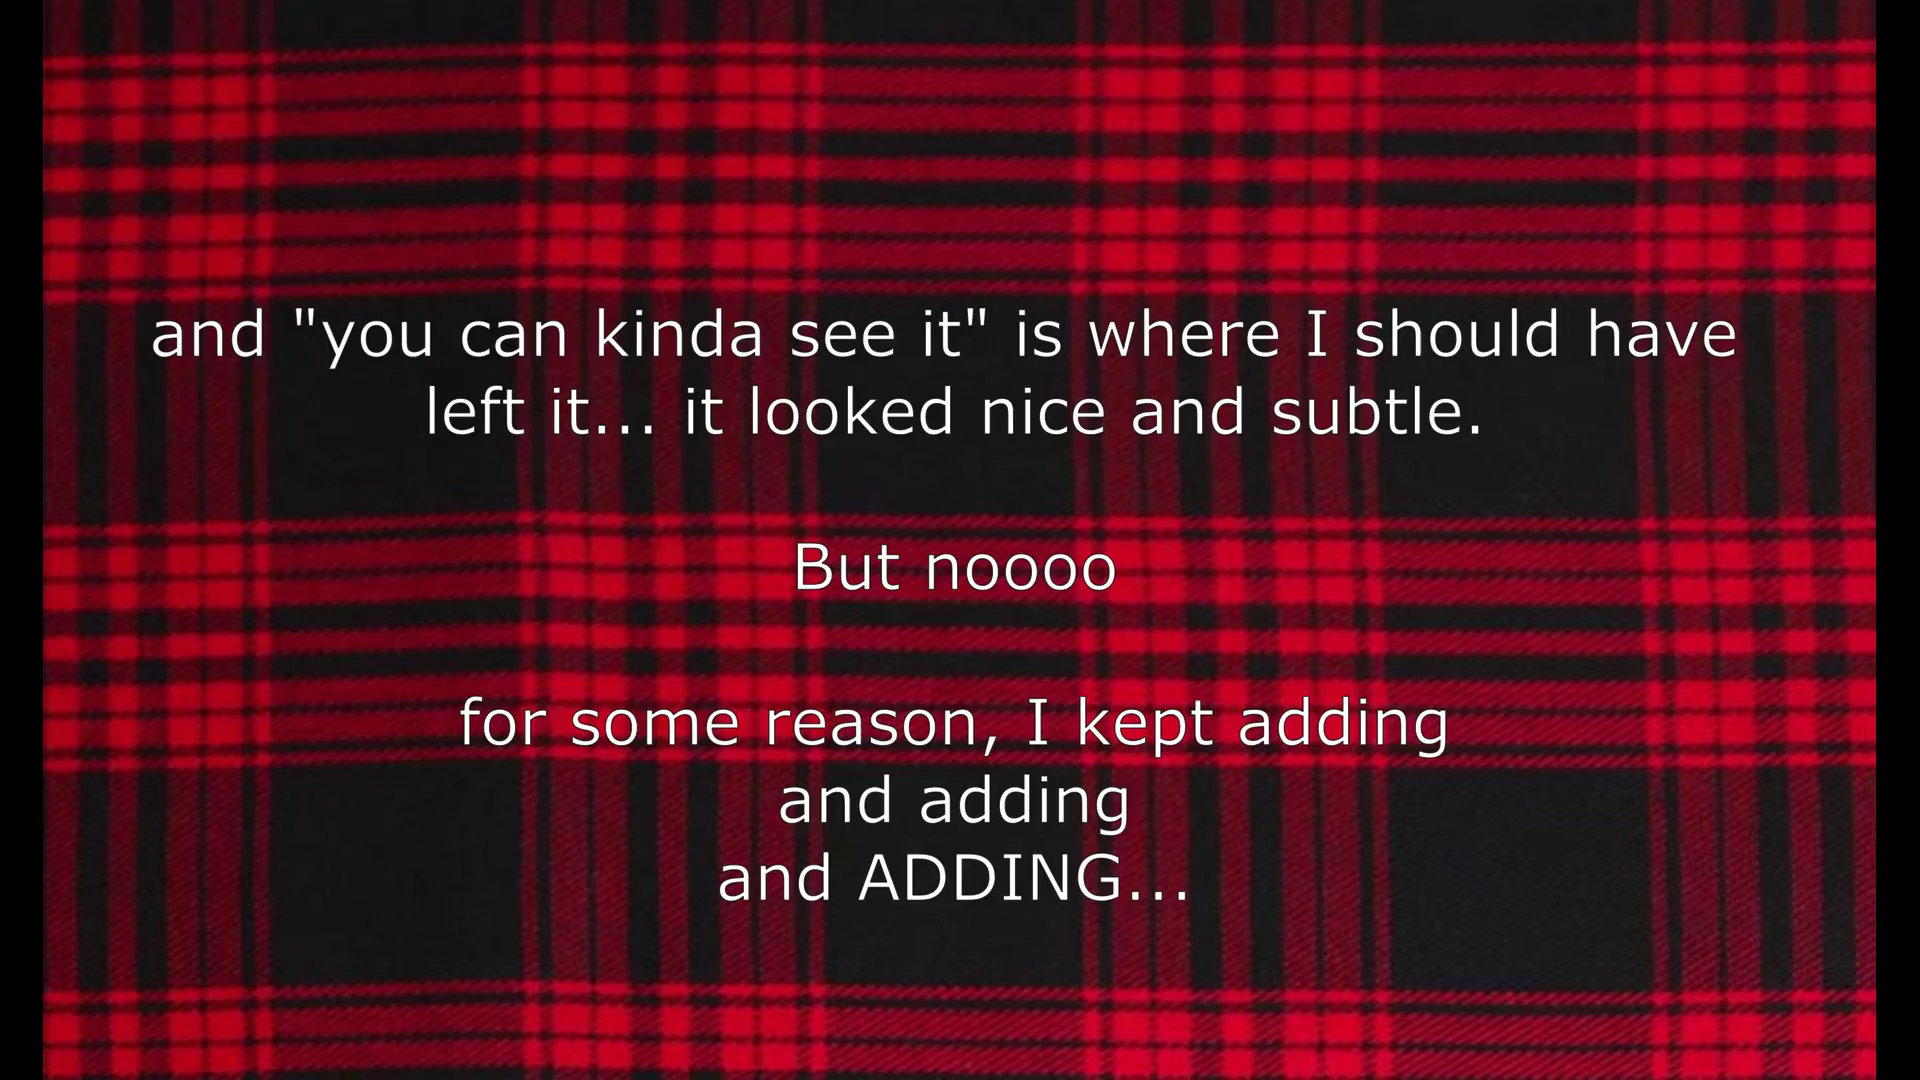 and "you can kinda see it" is where I should have
left it... it looked nice and subtle.
But noooo
for some reason, I kept adding
and adding
and ADDING...